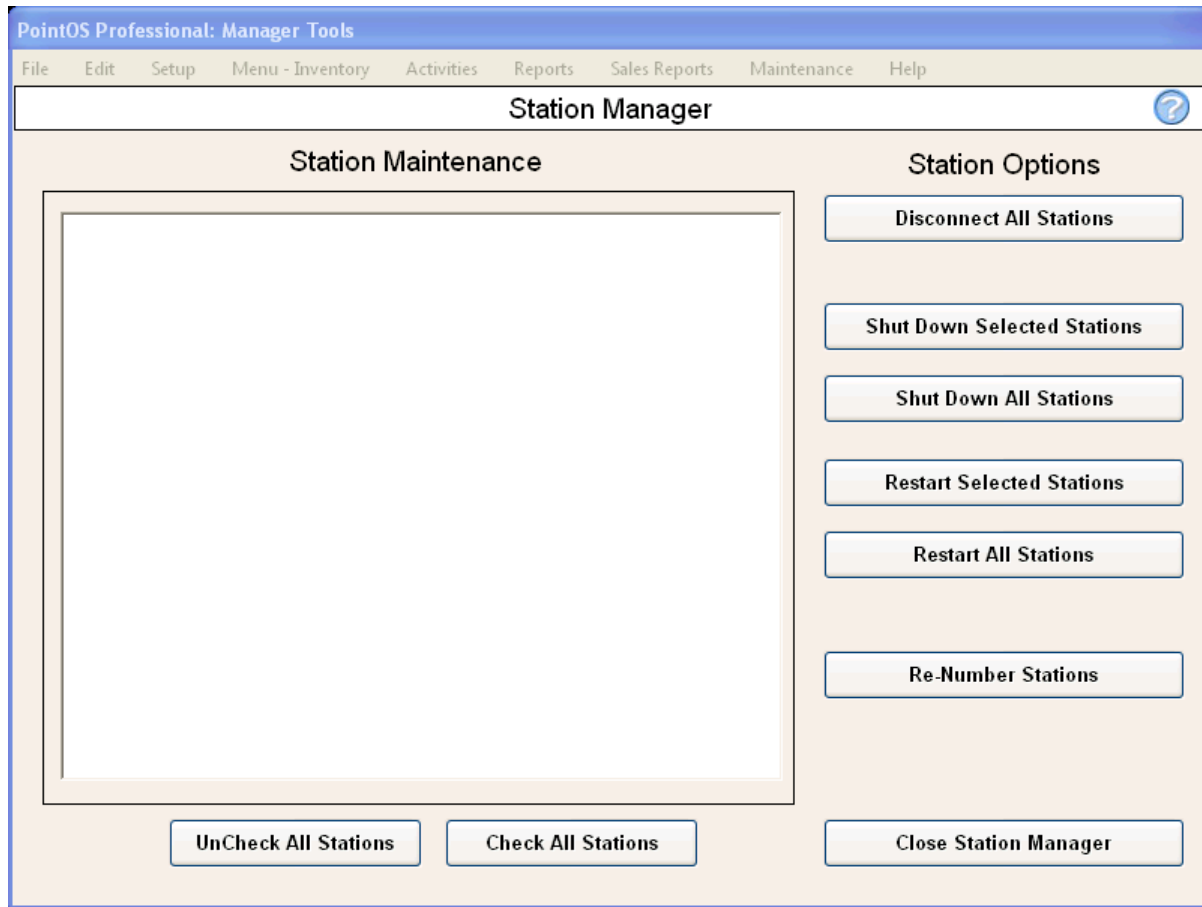 PointOS Professional: Manager Tools
File Edit Setup Menu - Inventory Activities Reports Sales Reports Maintenance Help
Station Manager
?
Station Maintenance
Station Options
Disconnect All Stations
Shut Down Selected Stations
Shut Down All Stations
Restart Selected Stations
Restart All Stations
Re-Number Stations
UnCheck All Stations
Check All Stations
Close Station Manager